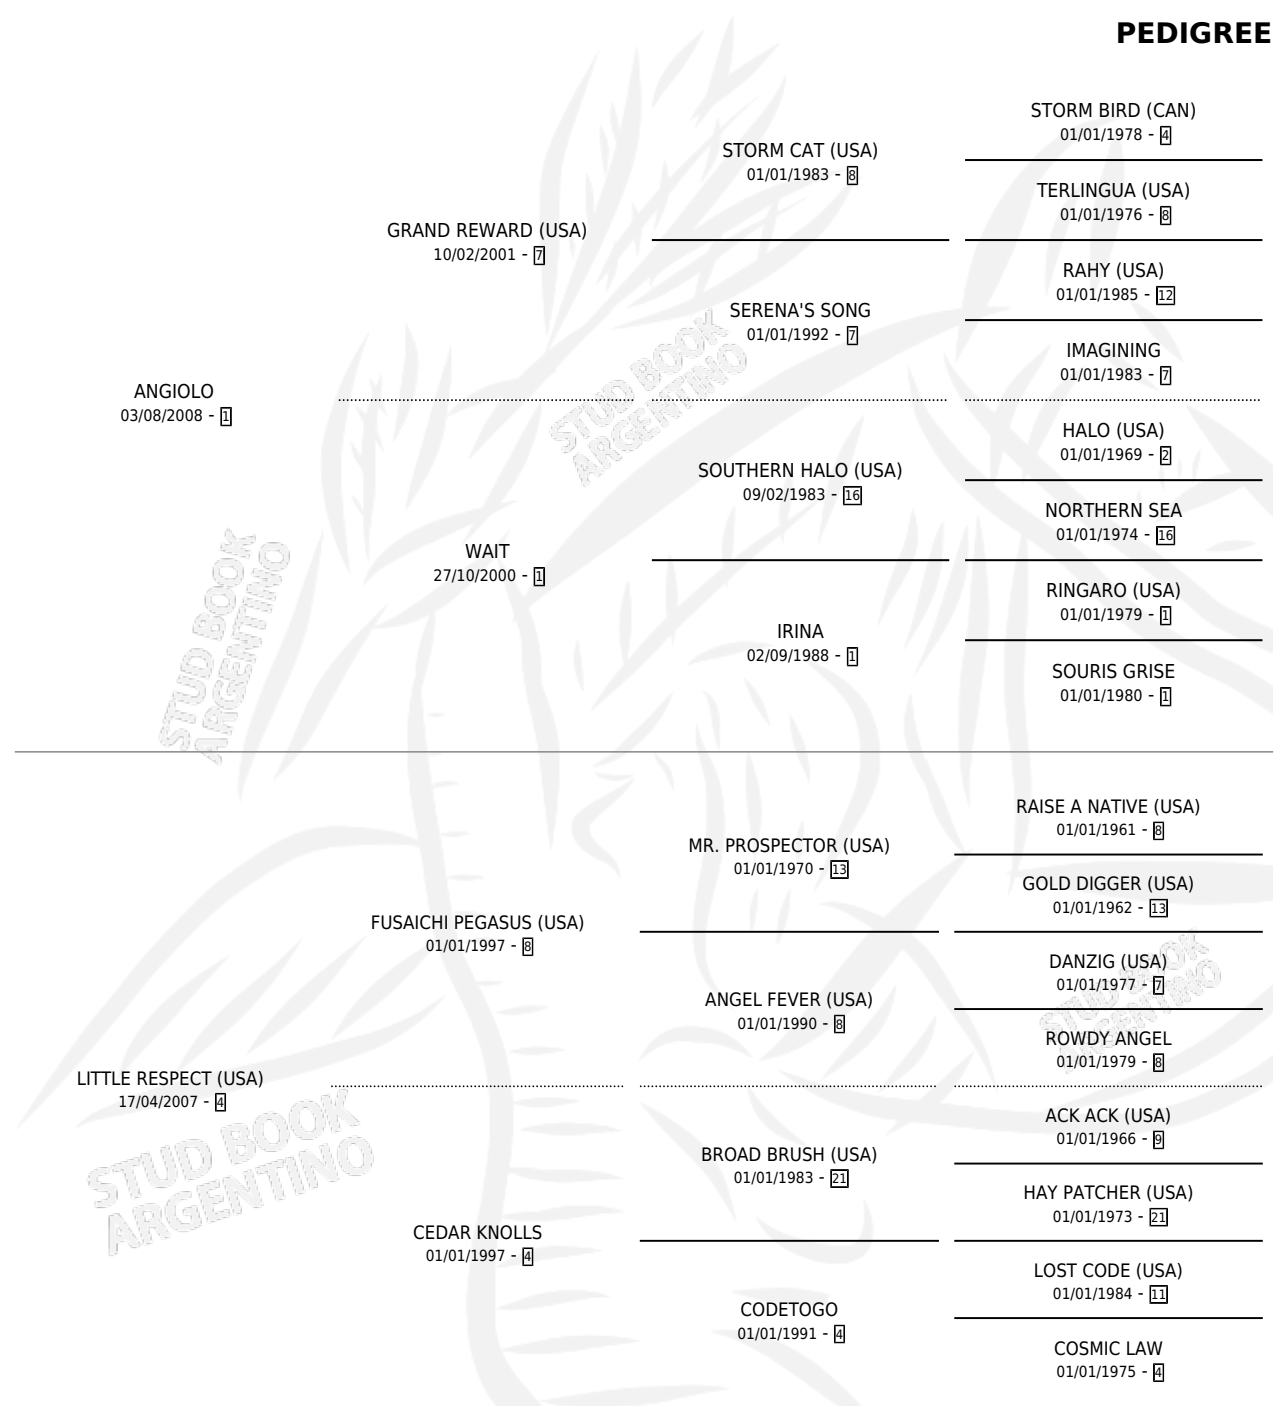 PEDIGREE
STORM BIRD (CAN)
01/01/1978 - 4
STORM CAT (USA)
01/01/1983 - 8
TERLINGUA (USA)
01/01/1976 - 8
GRAND REWARD (USA)
10/02/2001 - 7
RAHY (USA)
01/01/1985 - 12
SERENA'S SONG
01/01/1992 - 7
IMAGINING
01/01/1983 - 7
ANGIOLO
03/08/2008 - 1
HALO (USA)
01/01/1969 - 2
SOUTHERN HALO (USA)
09/02/1983 - 16
NORTHERN SEA
01/01/1974 - 16
WAIT
27/10/2000 - 1
RINGARO (USA)
01/01/1979 - 1
IRINA
02/09/1988 - 1
SOURIS GRISE
01/01/1980 - 1
RAISE A NATIVE (USA)
01/01/1961 - 8
MR. PROSPECTOR (USA)
01/01/1970 - 13
GOLD DIGGER (USA)
01/01/1962 - 13
FUSAICHI PEGASUS (USA)
01/01/1997 - 8
DANZIG (USA)
01/01/1977 - 7
ANGEL FEVER (USA)
01/01/1990 - 8
ROWDY ANGEL
01/01/1979 - 8
LITTLE RESPECT (USA)
17/04/2007 - 4
ACK ACK (USA)
01/01/1966 - 9
BROAD BRUSH (USA)
01/01/1983 - 21
HAY PATCHER (USA)
01/01/1973 - 21
CEDAR KNOLLS
01/01/1997 - 4
LOST CODE (USA)
01/01/1984 - 11
CODETOGO
01/01/1991 - 4
COSMIC LAW
01/01/1975 - 4
STUD BOOK
ARGENTINO
STUD BOOK
ARGENTINO
STUD BOOK
ARGENTINO
STUD BOOK
ARGENTINO